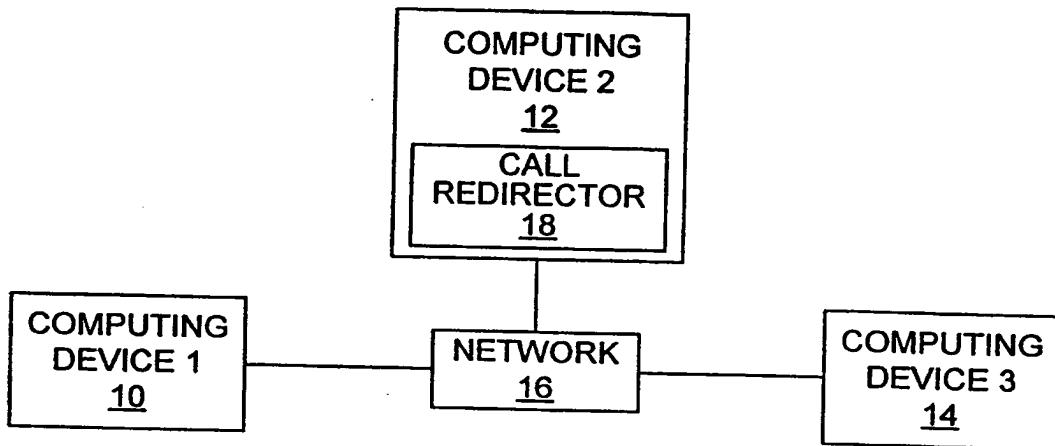 COMPUTING
DEVICE 2
12
CALL
REDIRECTOR
18
COMPUTING
DEVICE 1
10
NETWORK
16
COMPUTING
DEVICE 3
14